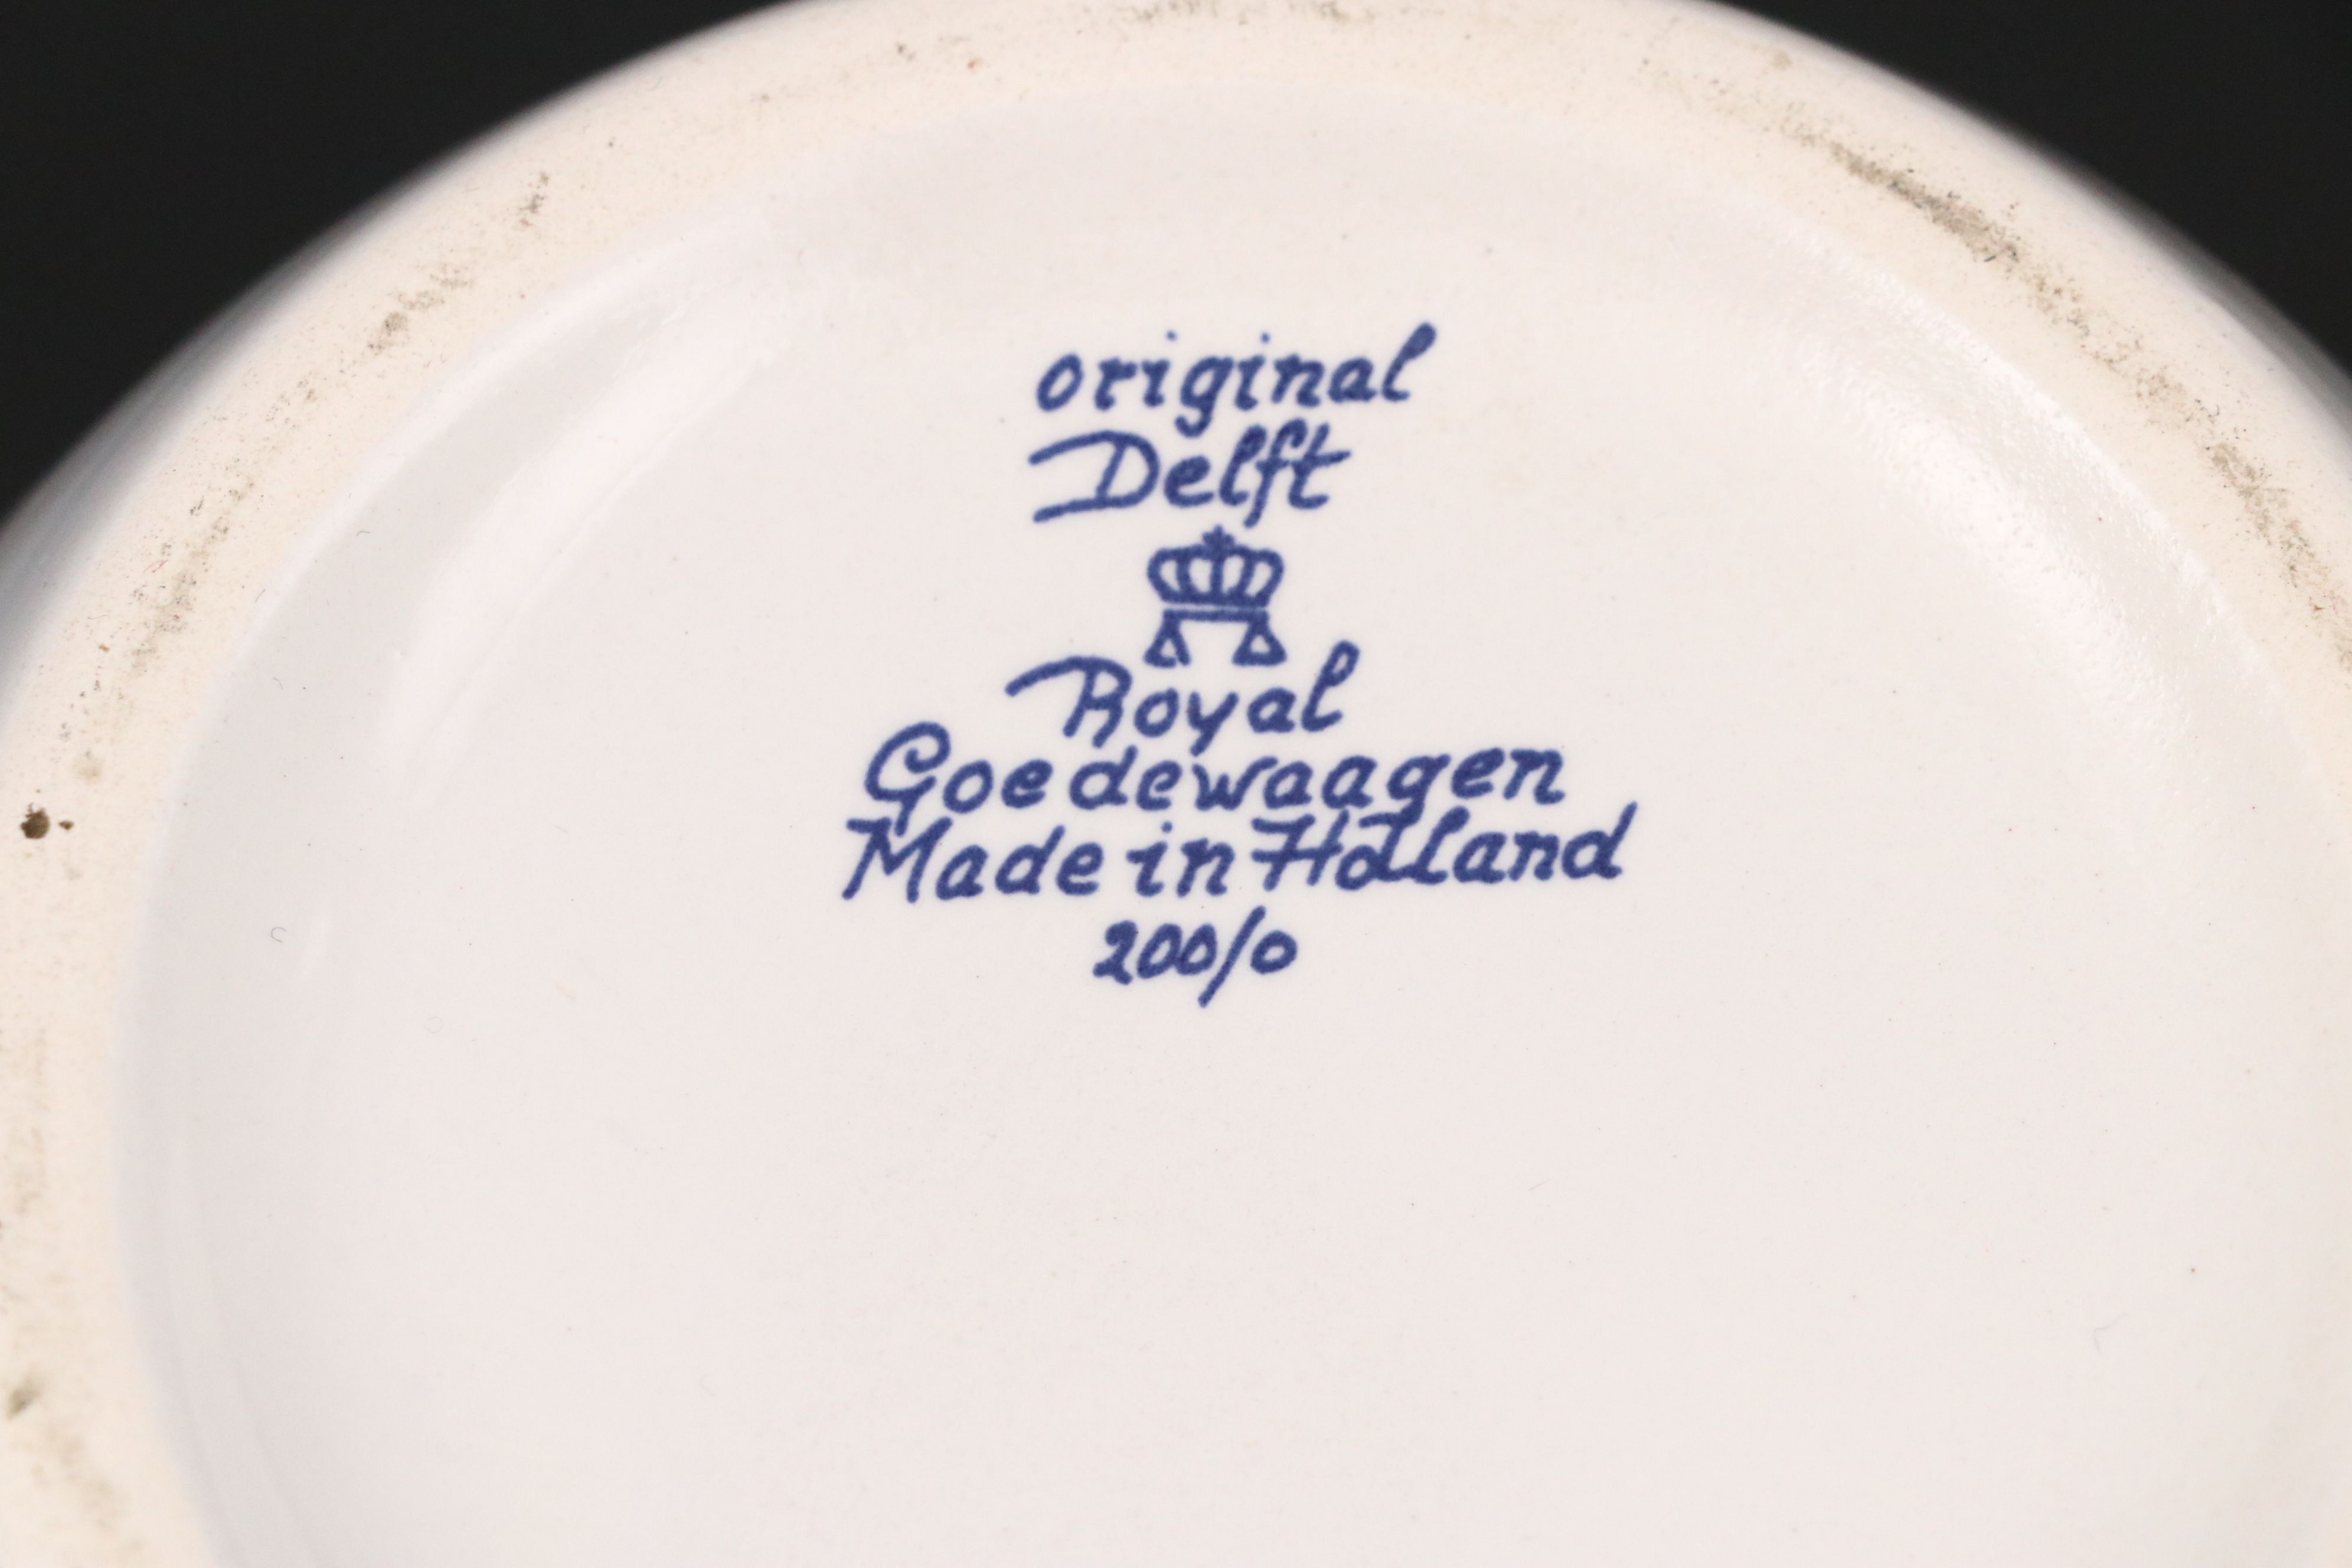 original
Delft
Royal
Goedewaagen
Made in Holland
200/0